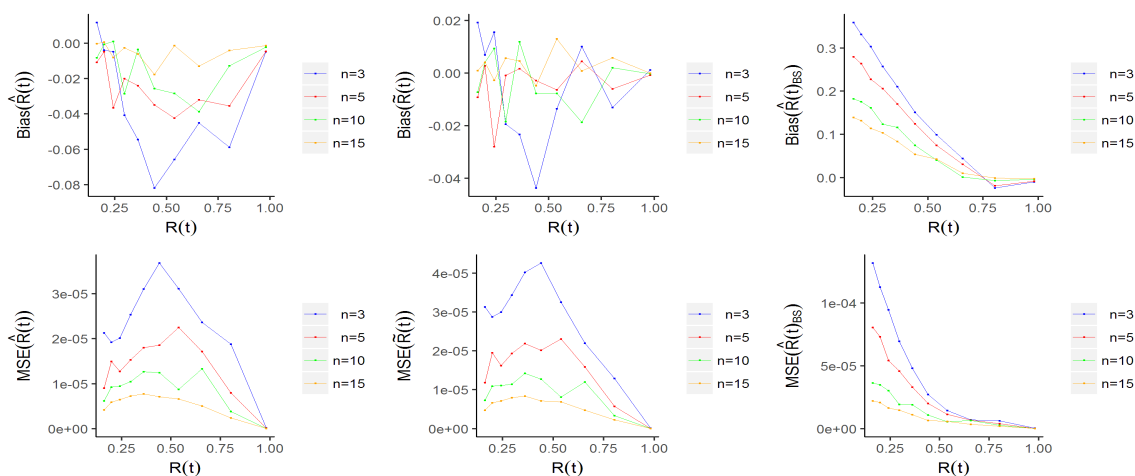 Bias(R̂(t))
0.00
-0.02
-0.04
-0.06
-0.08
0.25
0.50
0.75
1.00
R(t)
n=3
n=5
n=10
n=15
Bias(R̃(t))
0.02
0.00
-0.02
-0.04
0.25
0.50
0.75
1.00
R(t)
n=3
n=5
n=10
n=15
Bias(R̂(t)BS)
0.3
0.2
0.1
0.0
0.25
0.50
0.75
1.00
R(t)
n=3
n=5
n=10
n=15
MSE(R̂(t))
3e-05
2e-05
1e-05
0e+00
0.25
0.50
0.75
1.00
R(t)
n=3
n=5
n=10
n=15
MSE(R̃(t))
4e-05
3e-05
2e-05
1e-05
0e+00
0.25
0.50
0.75
1.00
R(t)
n=3
n=5
n=10
n=15
MSE(R̂(t)BS)
1e-04
5e-05
0e+00
0.25
0.50
0.75
1.00
R(t)
n=3
n=5
n=10
n=15